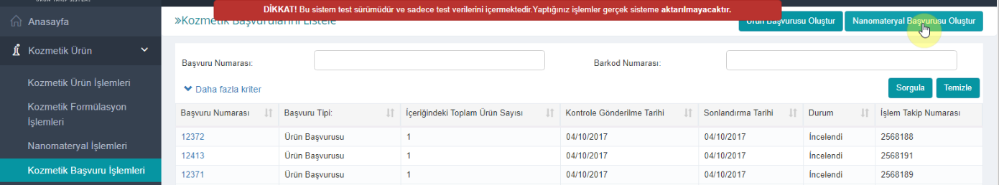 ÜRÜN TAKİP SİSTEMİ
DİKKAT! Bu sistem test sürümüdür ve sadece test verilerini içermektedir.Yaptığınız işlemler gerçek sisteme aktarılmayacaktır.
Anasayfa
»Kozmetik Başvurularını Listele
Ürün Başvurusu Oluştur
Nanomateryal Başvurusu Oluştur
Kozmetik Ürün
Başvuru Numarası:
Barkod Numarası:
Kozmetik Ürün İşlemleri
Daha fazla kriter
Sorgula
Temizle
Kozmetik Formülasyon
İşlemleri
Nanomateryal İşlemleri
Kozmetik Başvuru İşlemleri
Başvuru Numarası Başvuru Tipi: İçeriğindeki Toplam Ürün Sayısı Kontrole Gönderilme Tarihi Sonlandırma Tarihi Durum İşlem Takip Numarası
12372 Ürün Başvurusu 1 04/10/2017 04/10/2017 İncelendi 2568188
12413 Ürün Başvurusu 1 04/10/2017 04/10/2017 İncelendi 2568191
12371 Ürün Başvurusu 1 04/10/2017 04/10/2017 İncelendi 2568189